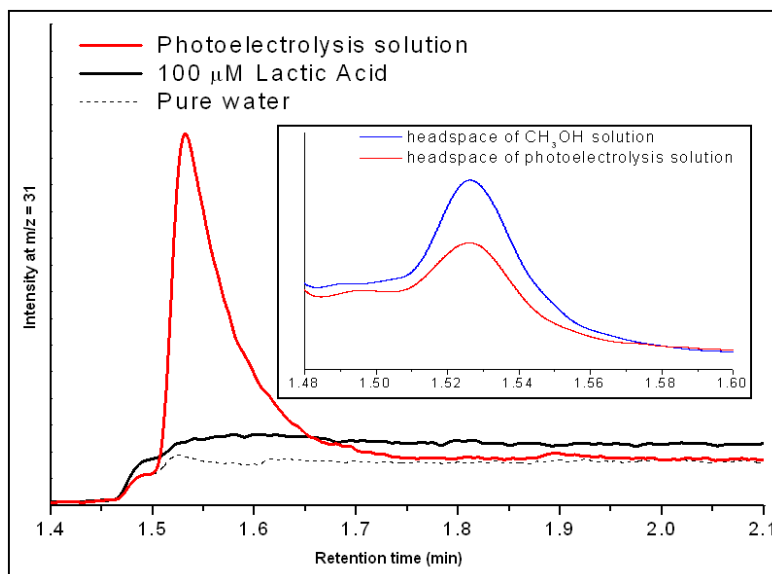 Photoelectrolysis solution
100 μM Lactic Acid
Pure water
headspace of CH₃OH solution
headspace of photoelectrolysis solution
1.48 1.50 1.52 1.54 1.56 1.58 1.60
Intensity at m/z = 31
1.4 1.5 1.6 1.7 1.8 1.9 2.0 2.1
Retention time (min)